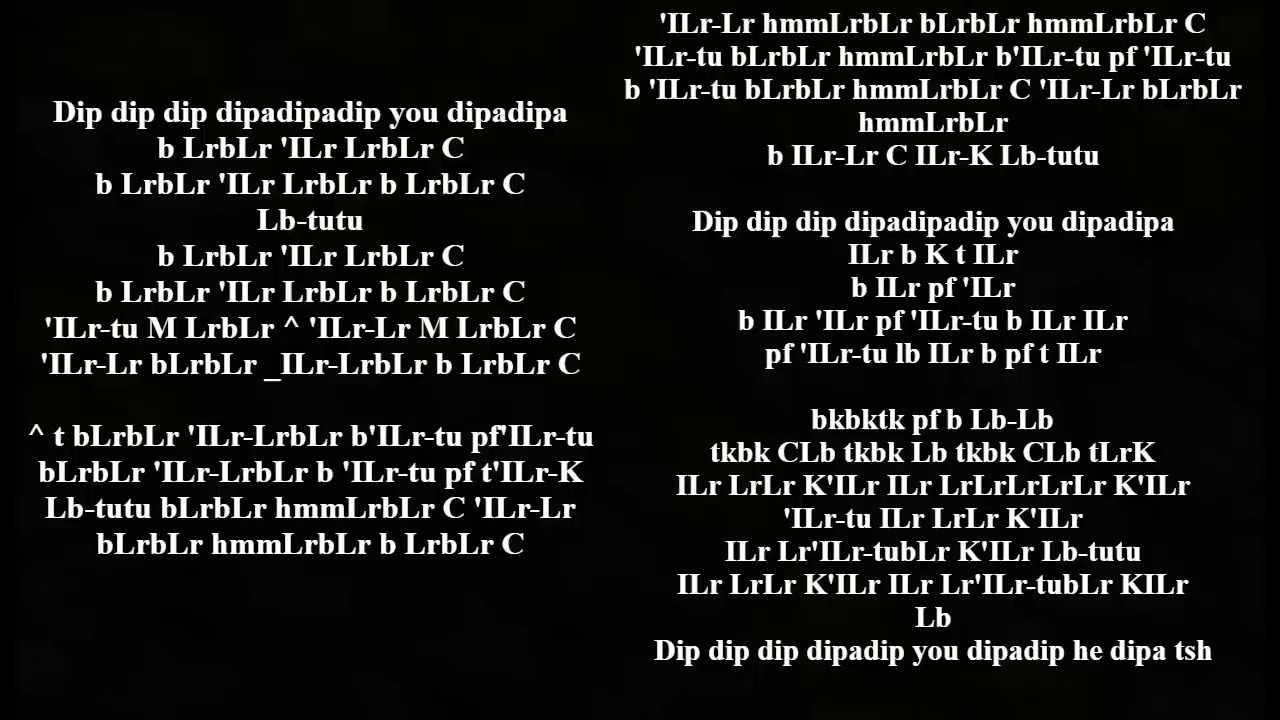 Dip dip dip dipadipadip you dipadipa
b LrbLr 'ILr LrbLr C
b LrbLr 'ILr LrbLr b LrbLr C
Lb-tutu
b LrbLr 'ILr LrbLr C
b LrbLr 'ILr LrbLr b LrbLr C
'ILr-tu M LrbLr ^ 'ILr-Lr M LrbLr C
'ILr-Lr bLrbLr _ILr-LrbLr b LrbLr C
^ t bLrbLr 'ILr-LrbLr b'ILr-tu pf'ILr-tu
bLrbLr 'ILr-LrbLr b 'ILr-tu pf t'ILr-K
Lb-tutu bLrbLr hmmLrbLr C 'ILr-Lr
bLrbLr hmmLrbLr b LrbLr C
'ILr-Lr hmmLrbLr bLrbLr hmmLrbLr C
'ILr-tu bLrbLr hmmLrbLr b'ILr-tu pf 'ILr-tu
b 'ILr-tu bLrbLr hmmLrbLr C 'ILr-Lr bLrbLr
hmmLrbLr
b ILr-Lr C ILr-K Lb-tutu
Dip dip dip dipadipadip you dipadipa
ILr b K t ILr
b ILr pf 'ILr
b ILr 'ILr pf 'ILr-tu b ILr ILr
pf 'ILr-tu lb ILr b pf t ILr
bkbktk pf b Lb-Lb
tkbk CLb tkbk Lb tkbk CLb tLrK
ILr LrLr K'ILr ILr LrLrLrLrLr K'ILr
'ILr-tu ILr LrLr K'ILr
ILr Lr'ILr-tubLr K'ILr Lb-tutu
ILr LrLr K'ILr ILr Lr'ILr-tubLr KILr
Lb
Dip dip dip dipadip you dipadip he dipa tsh